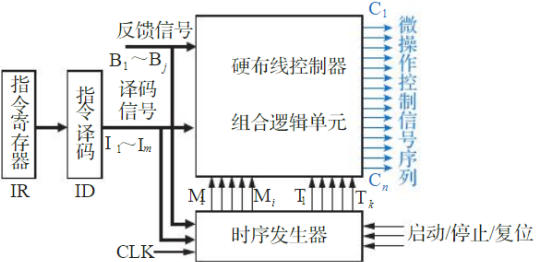 反馈信号
B1～Bj
译码
信号
I1～Im
指令寄存器
IR
指令译码
ID
硬布线控制器
组合逻辑单元
C1
微操作控制信号序列
Cn
M Mi Ti Tk
时序发生器
CLK
启动/停止/复位